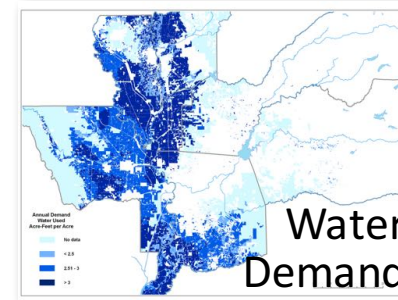 Annual Demand
Water Used
Acre-Feet per Acre
No data
< 2.5
2.51 - 3
> 3
Water
Demand